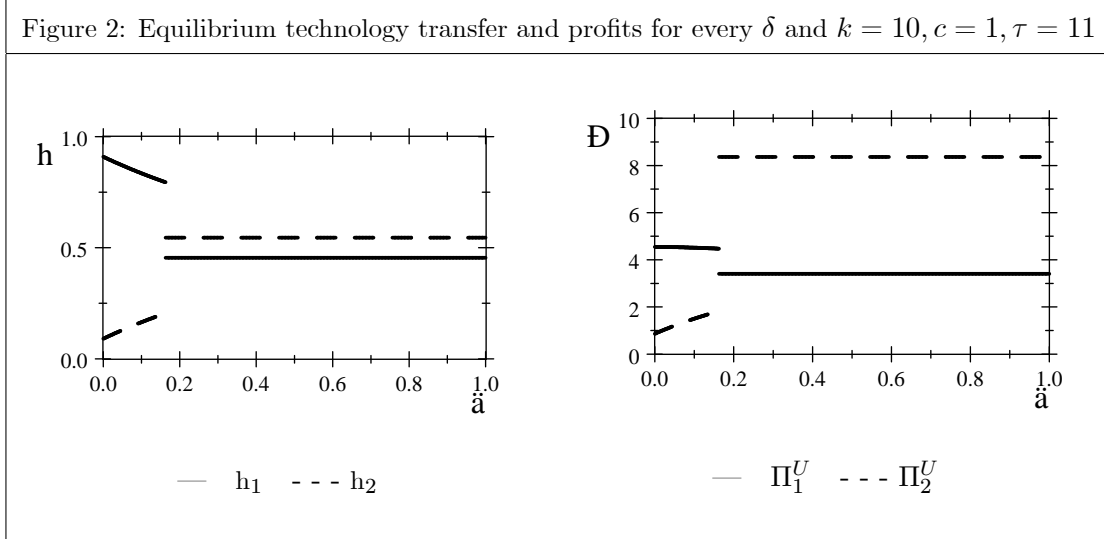 Figure 2: Equilibrium technology transfer and profits for every δ and k = 10, c = 1, τ = 11
h
1.0
0.5
0.0
0.0 0.2 0.4 0.6 0.8 1.0
ä
h₁ - - - h₂
Ð
10
8
6
4
2
0
0.0 0.2 0.4 0.6 0.8 1.0
ä
Π₁ᵁ - - - Π₂ᵁ